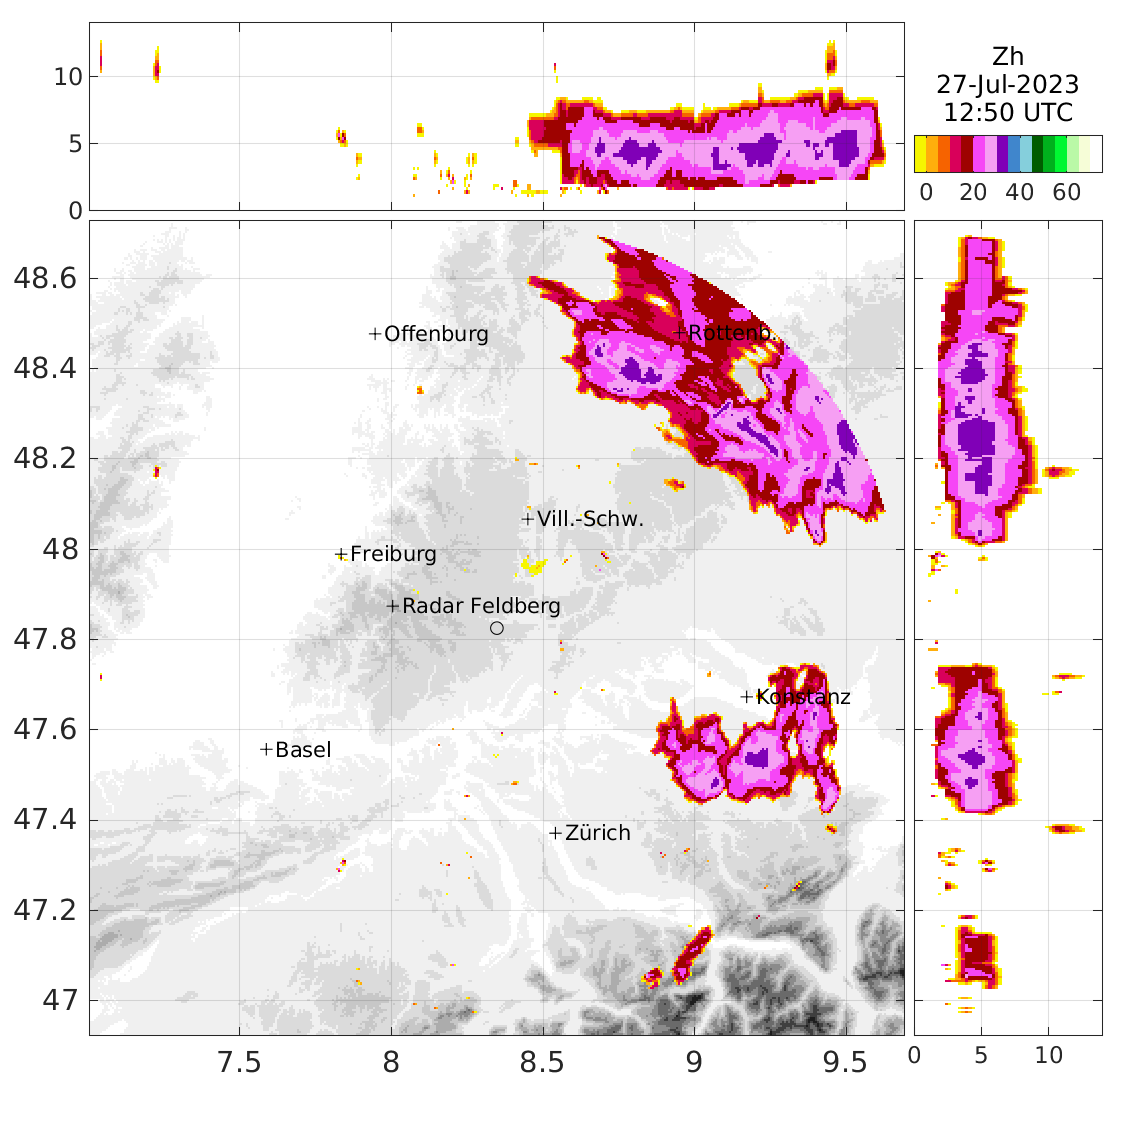 10
5
0
Zh
27-Jul-2023
12:50 UTC
0 20 40 60
48.6
48.4
48.2
48
47.8
47.6
47.4
47.2
47
Offenburg
Rottenb.
Vill.-Schw.
Freiburg
Radar Feldberg
Konstanz
Basel
Zürich
7.5 8 8.5 9 9.5
0 5 10